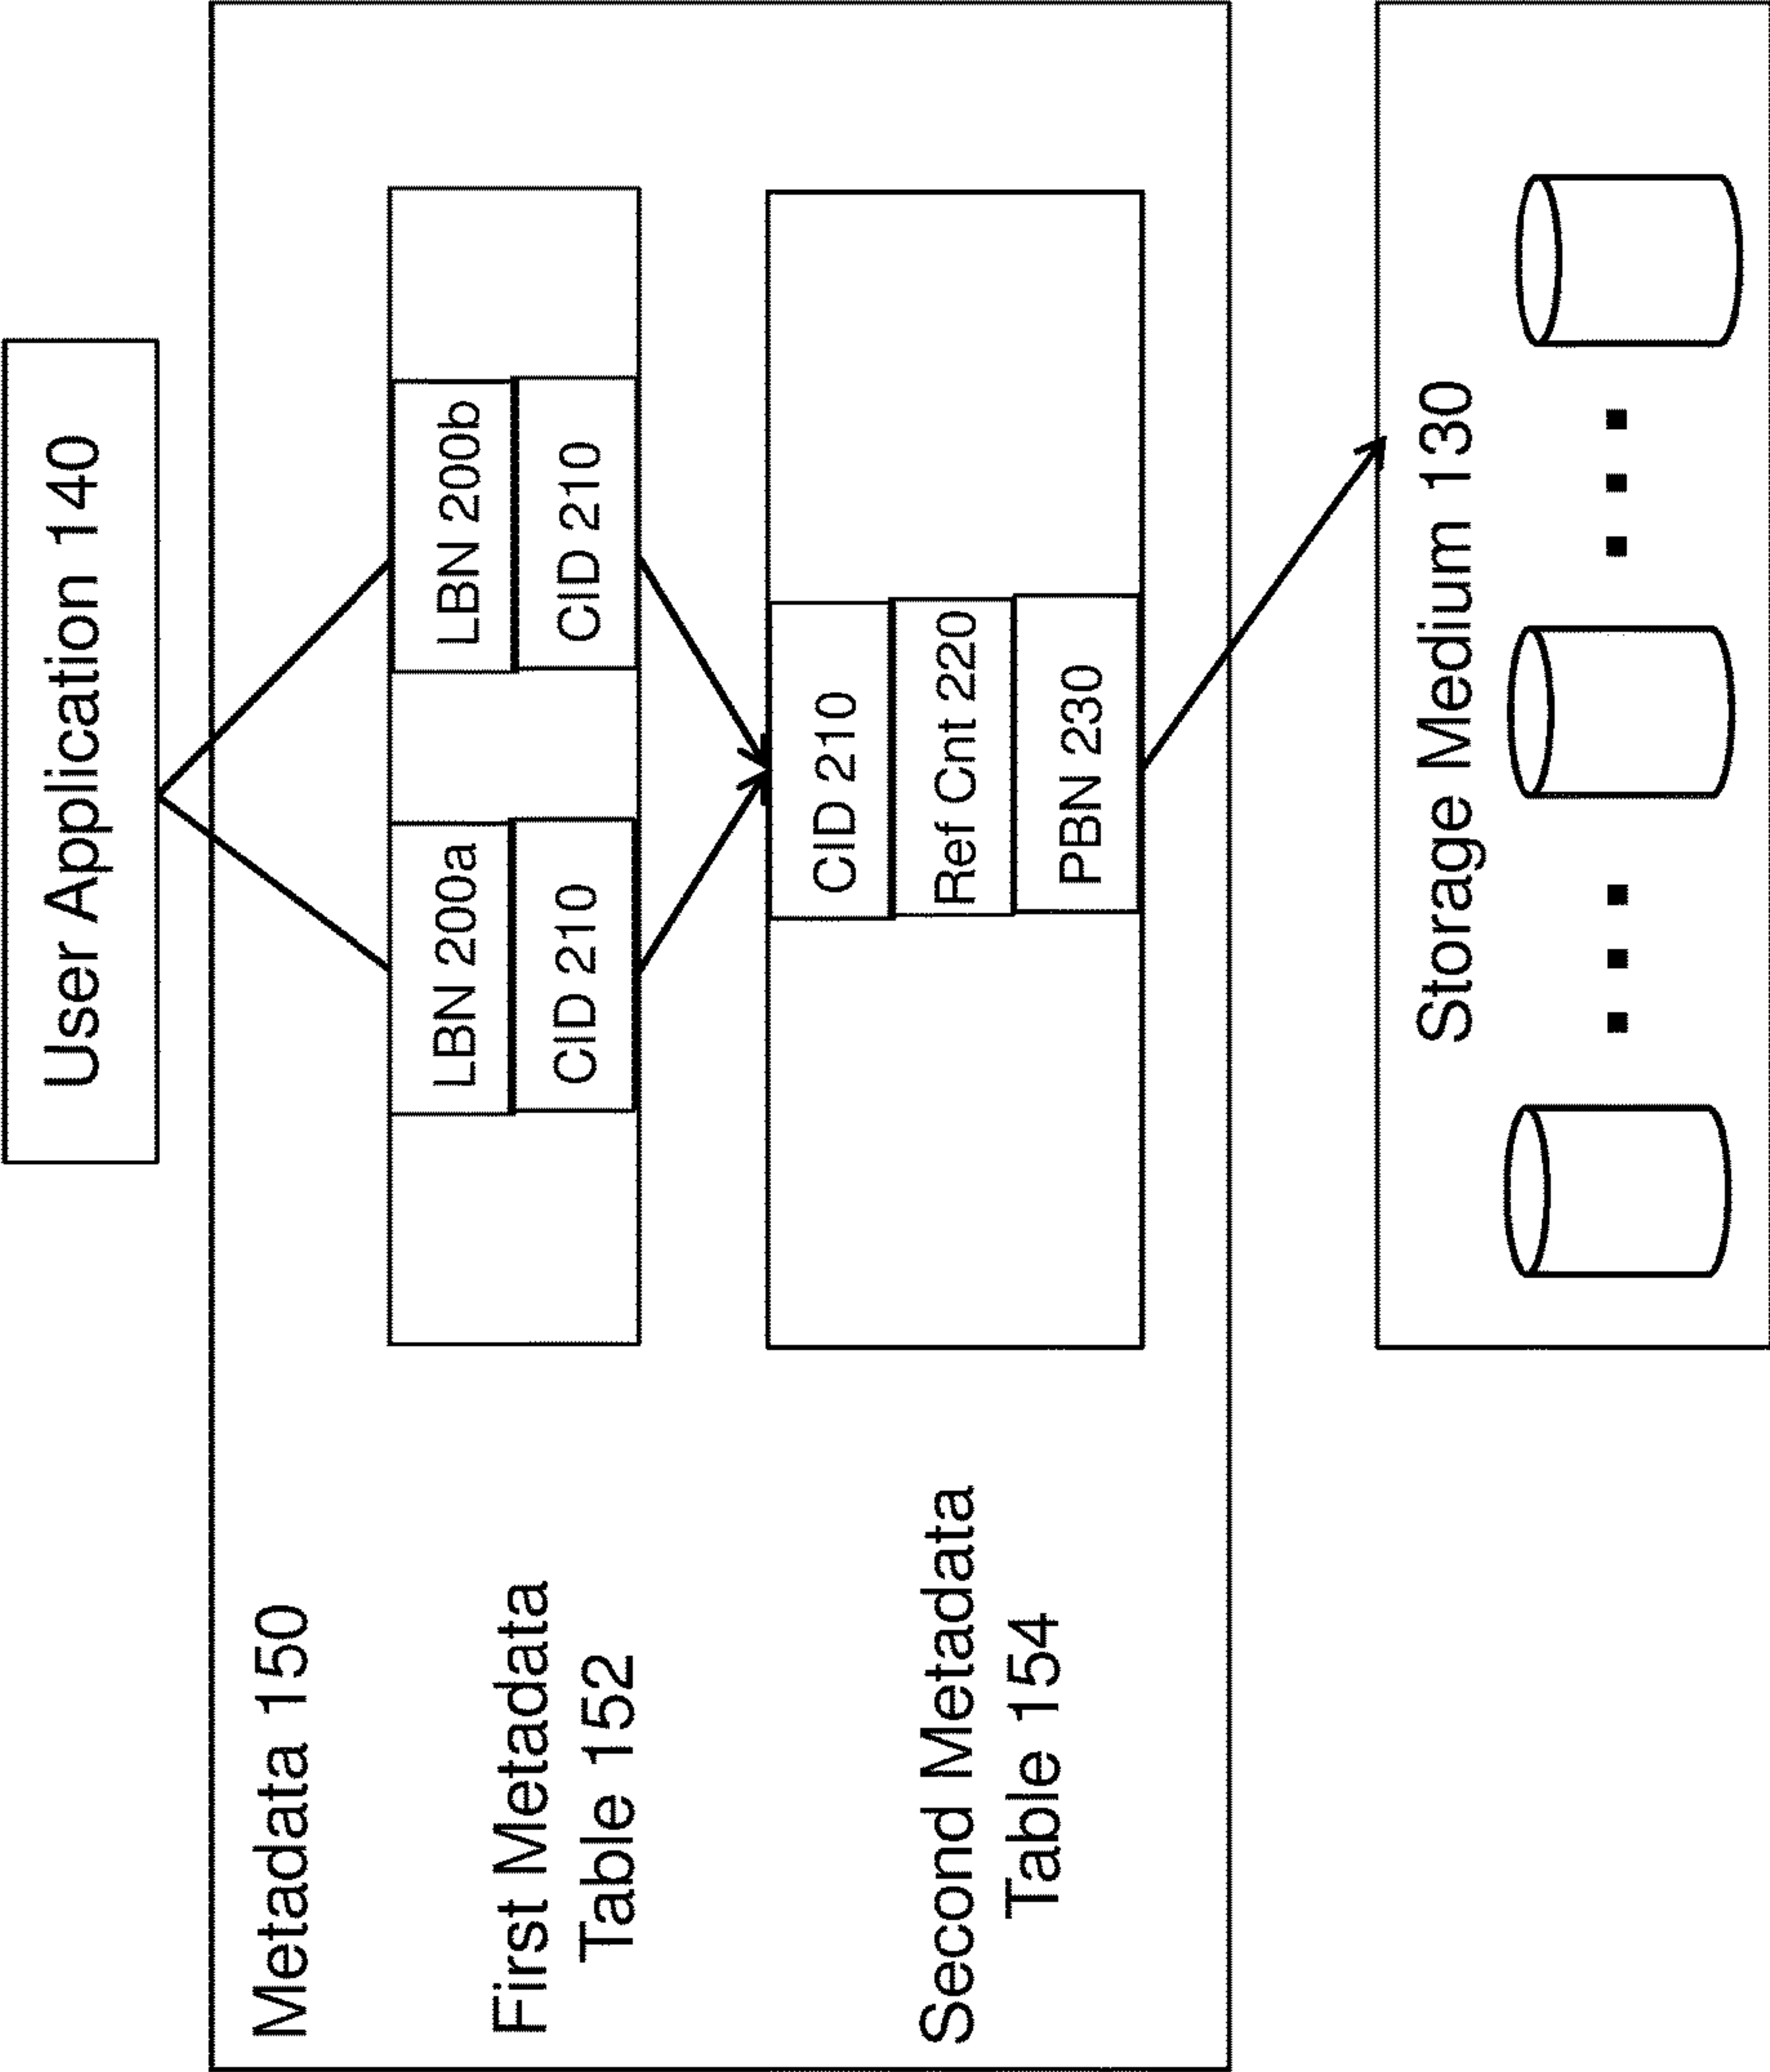 User Application 140
Metadata 150
First Metadata
Table 152
LBN 200a
CID 210
LBN 200b
CID 210
Second Metadata
Table 154
CID 210
Ref Cnt 220
PBN 230
Storage Medium 130